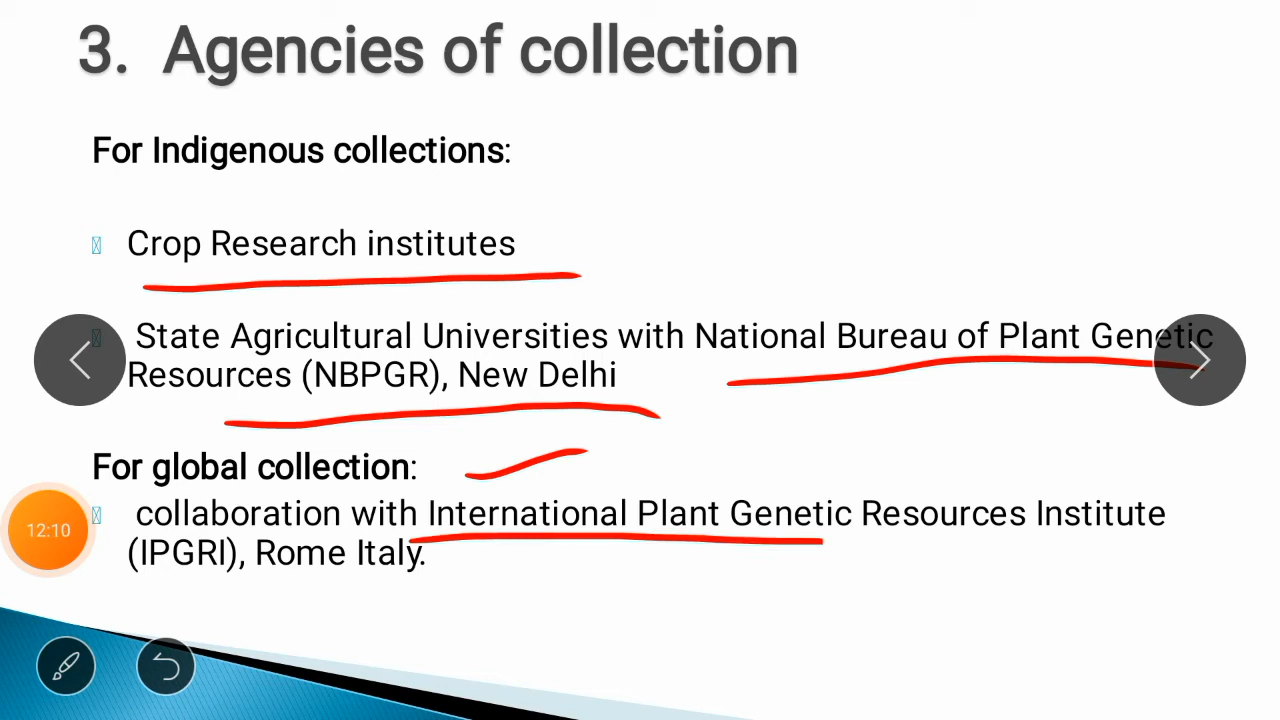 3. Agencies of collection
For Indigenous collections:
Crop Research institutes
State Agricultural Universities with National Bureau of Plant Genetic
Resources (NBPGR), New Delhi
For global collection:
collaboration with International Plant Genetic Resources Institute
(IPGRI), Rome Italy.
12:10